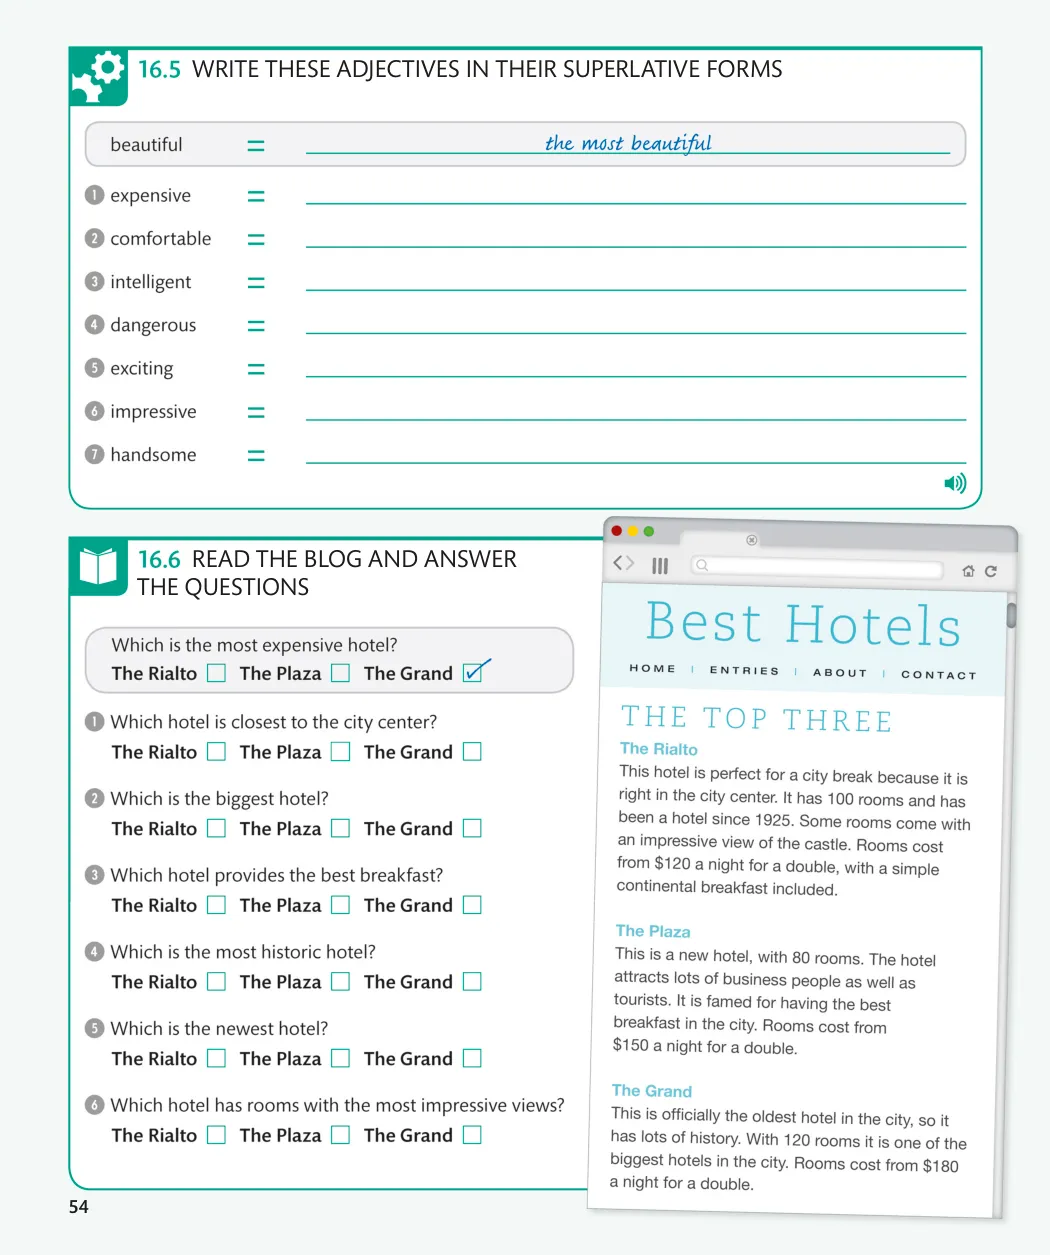 16.5 WRITE THESE ADJECTIVES IN THEIR SUPERLATIVE FORMS
beautiful = the most beautiful
1 expensive =
2 comfortable =
3 intelligent =
4 dangerous =
5 exciting =
6 impressive =
7 handsome =
16.6 READ THE BLOG AND ANSWER
THE QUESTIONS
Which is the most expensive hotel?
The Rialto The Plaza The Grand ✓
1 Which hotel is closest to the city center?
The Rialto The Plaza The Grand
2 Which is the biggest hotel?
The Rialto The Plaza The Grand
3 Which hotel provides the best breakfast?
The Rialto The Plaza The Grand
4 Which is the most historic hotel?
The Rialto The Plaza The Grand
5 Which is the newest hotel?
The Rialto The Plaza The Grand
6 Which hotel has rooms with the most impressive views?
The Rialto The Plaza The Grand
Best Hotels
HOME | ENTRIES | ABOUT | CONTACT
THE TOP THREE
The Rialto
This hotel is perfect for a city break because it is
right in the city center. It has 100 rooms and has
been a hotel since 1925. Some rooms come with
an impressive view of the castle. Rooms cost
from $120 a night for a double, with a simple
continental breakfast included.
The Plaza
This is a new hotel, with 80 rooms. The hotel
attracts lots of business people as well as
tourists. It is famed for having the best
breakfast in the city. Rooms cost from
$150 a night for a double.
The Grand
This is officially the oldest hotel in the city, so it
has lots of history. With 120 rooms it is one of the
biggest hotels in the city. Rooms cost from $180
a night for a double.
54